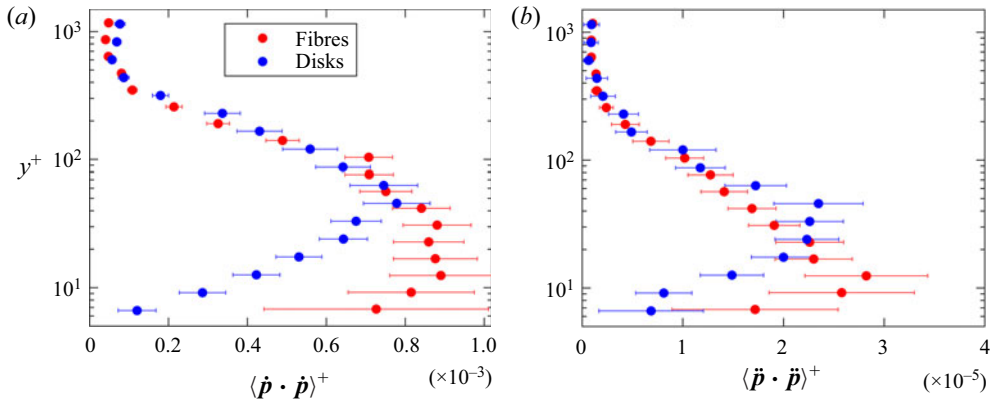 (a)
(b)
10³
10²
10¹
y⁺
Fibres
Disks
0 0.2 0.4 0.6 0.8 1.0
⟨ṗ · ṗ⟩⁺
(×10⁻³)
10³
10²
10¹
0 1 2 3 4
⟨p̈ · p̈⟩⁺
(×10⁻⁵)